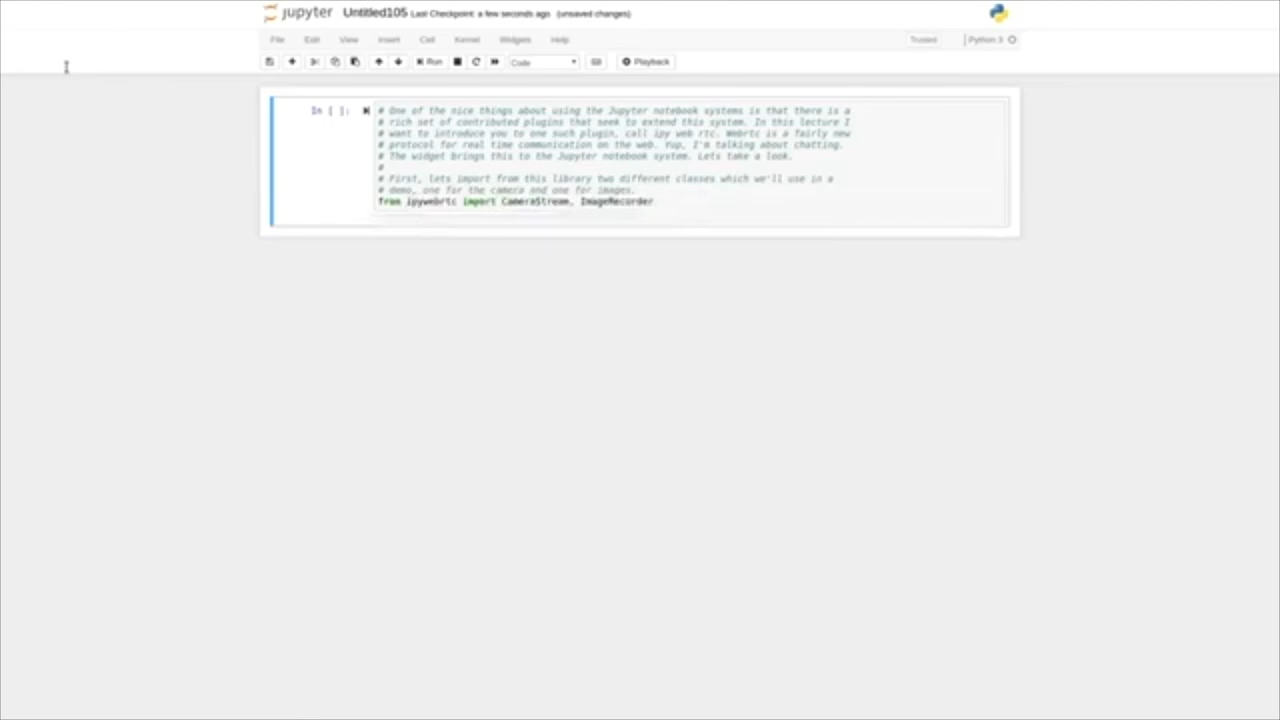 jupyter Untitled105 Last Checkpoint: a few seconds ago (unsaved changes)
File Edit View Insert Cell Kernel Widgets Help Trusted Python 3
Run Code Playback
In [ ]: # One of the nice things about using the Jupyter notebook systems is that there is a
# rich set of contributed plugins that seek to extend this system. In this lecture I
# want to introduce you to one such plugin, call ipy web rtc. Webrtc is a fairly new
# protocol for real time communication on the web. Yup, I'm talking about chatting.
# The widget brings this to the Jupyter notebook system. Lets take a look.
#
# First, lets import from this library two different classes which we'll use in a
# demo, one for the camera and one for images.
from ipywebrtc import CameraStream, ImageRecorder